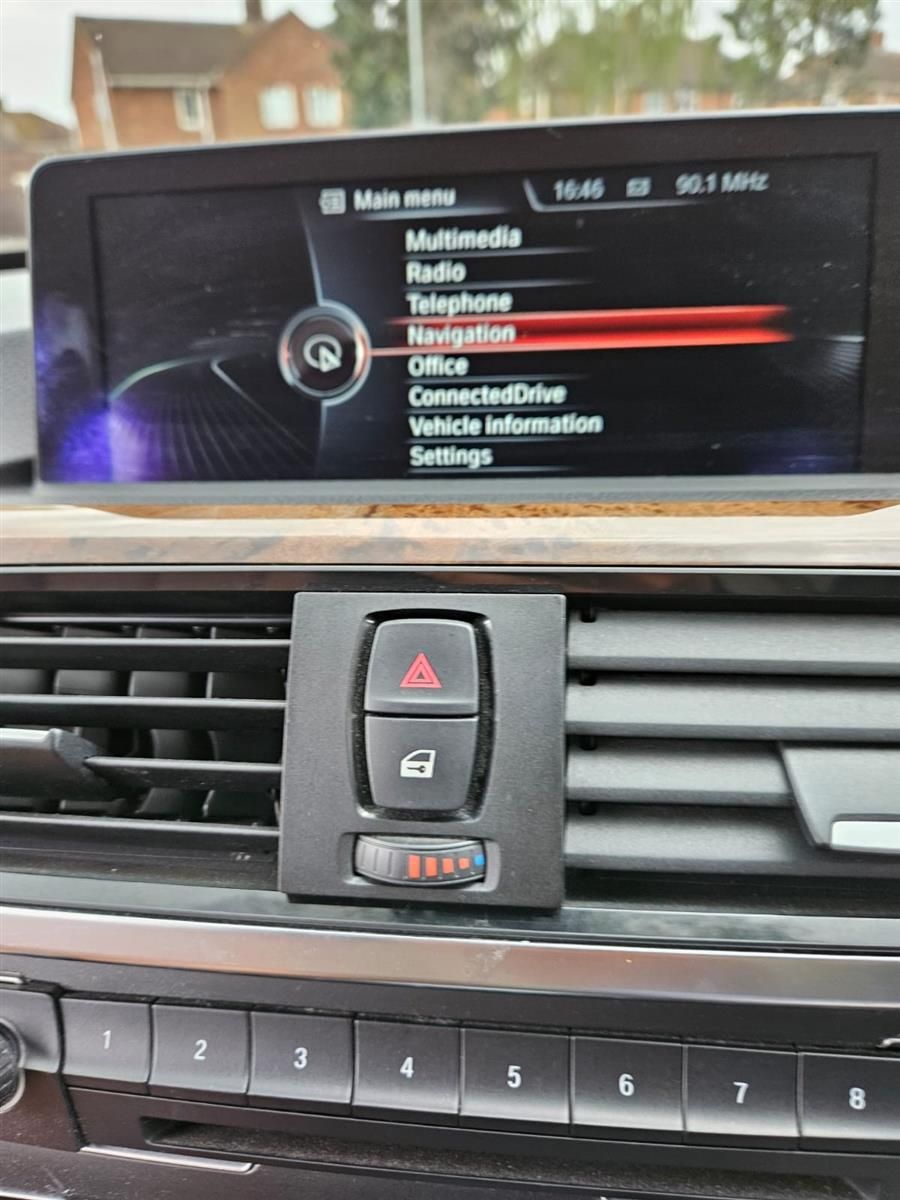 Main menu
16:46
90.1 MHz
Multimedia
Radio
Telephone
Navigation
Office
ConnectedDrive
Vehicle information
Settings
1 2 3 4 5 6 7 8